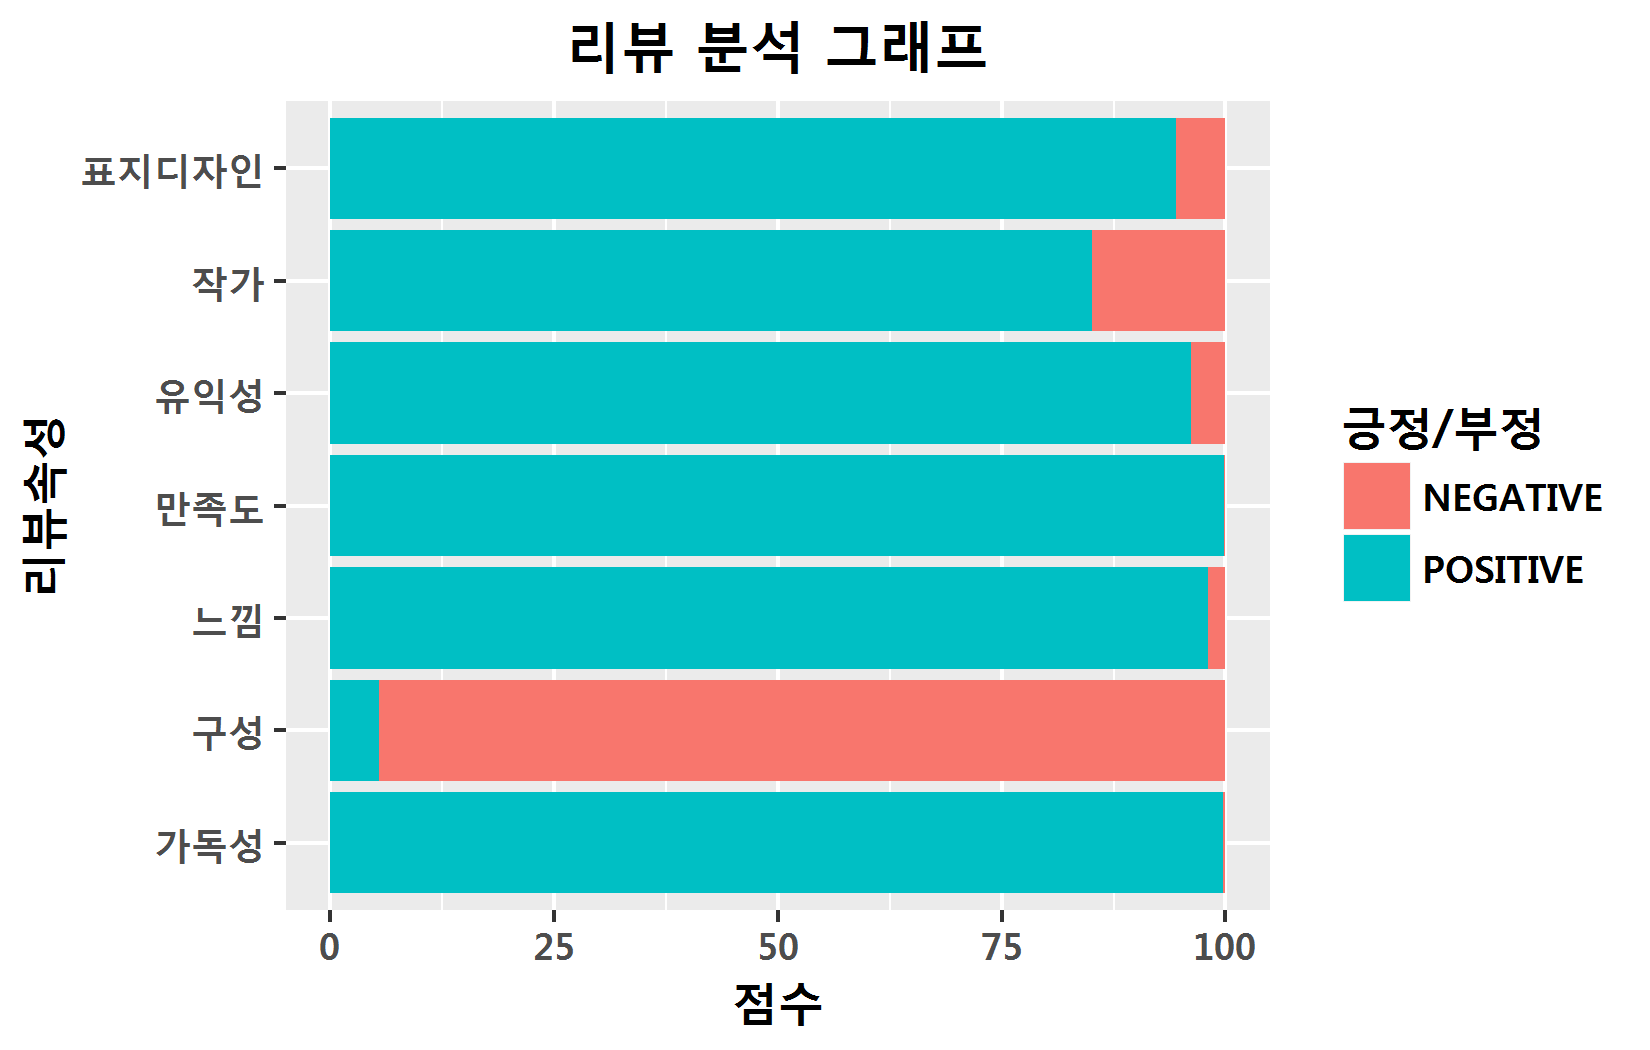 리뷰 분석 그래프
표지디자인
작가
유익성
만족도
느낌
구성
가독성
리뷰속성
0 25 50 75 100
점수
긍정/부정
NEGATIVE
POSITIVE